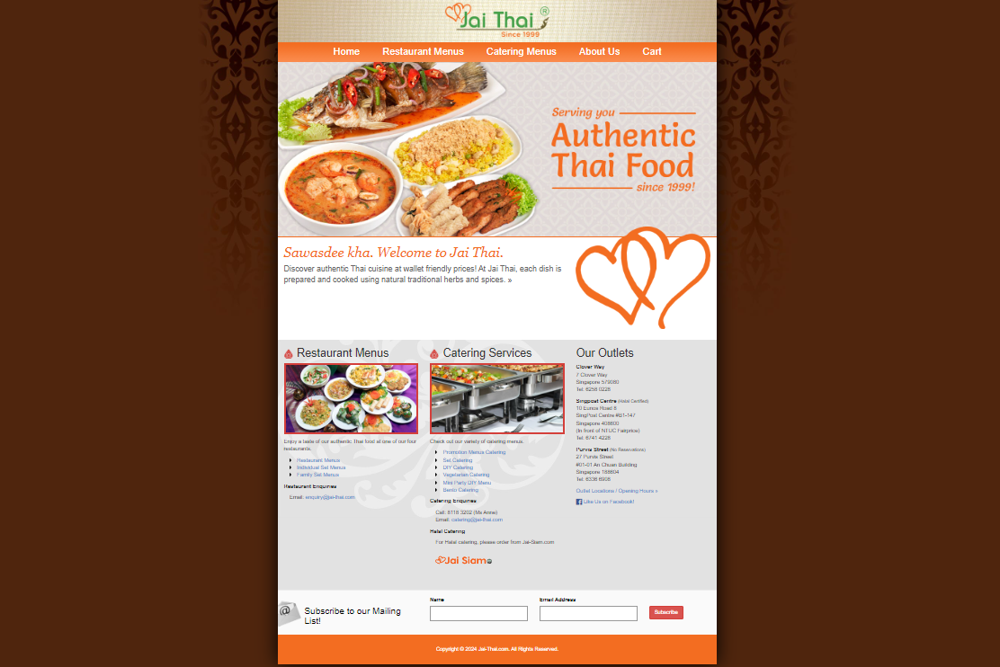 Jai Thai ®
Since 1999
Home Restaurant Menus Catering Menus About Us Cart
Serving you
Authentic
Thai Food
since 1999!
Sawasdee kha. Welcome to Jai Thai.
Discover authentic Thai cuisine at wallet friendly prices! At Jai Thai, each dish is
prepared and cooked using natural traditional herbs and spices. »
Restaurant Menus
Enjoy a taste of our authentic Thai food at one of our four
restaurants.
Restaurant Menus
Individual Set Menus
Family Set Menus
Restaurant Enquiries
Email: enquiry@jai-thai.com
Catering Services
Check out our variety of catering menus.
Promotion Menus Catering
Set Catering
DIY Catering
Vegetarian Catering
Mini Party DIY Menu
Bento Catering
Catering Enquiries
Call: 8118 3202 (Ms Anne)
Email: catering@jai-thai.com
Halal Catering
For Halal catering, please order from Jai-Siam.com
Jai Siam
Our Outlets
Clover Way
7 Clover Way
Singapore 579080
Tel: 6258 0228
Singpost Centre (Halal Certified)
10 Eunos Road 8
SingPost Centre #B1-147
Singapore 408600
(In front of NTUC Fairprice)
Tel: 6741 4228
Purvis Street (No Reservations)
27 Purvis Street
#01-01 An Chuan Building
Singapore 188604
Tel: 6336 6908
Outlet Locations / Opening Hours »
Like Us on Facebook!
Subscribe to our Mailing
List!
Name
Email Address
Subscribe
Copyright © 2024 Jai-Thai.com. All Rights Reserved.